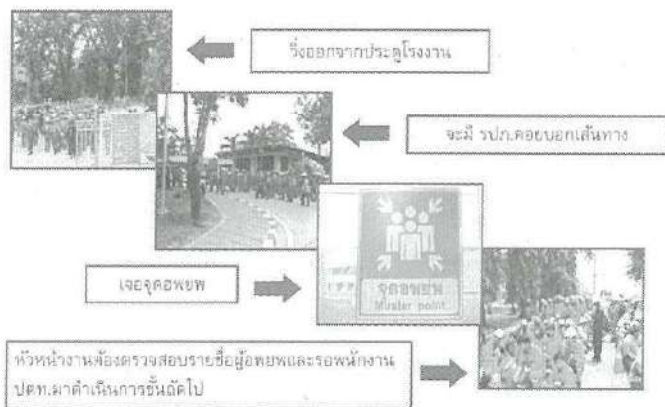 วิ่งออกจากประตูโรงงาน
จะมี รปภ.คอยบอกเส้นทาง
เจอจุดอพยพ
จุดอพยพ
Muster point
หัวหน้างานต้องตรวจสอบรายชื่อผู้อพยพและรอพนักงาน
ปตท.มาดำเนินการขั้นถัดไป